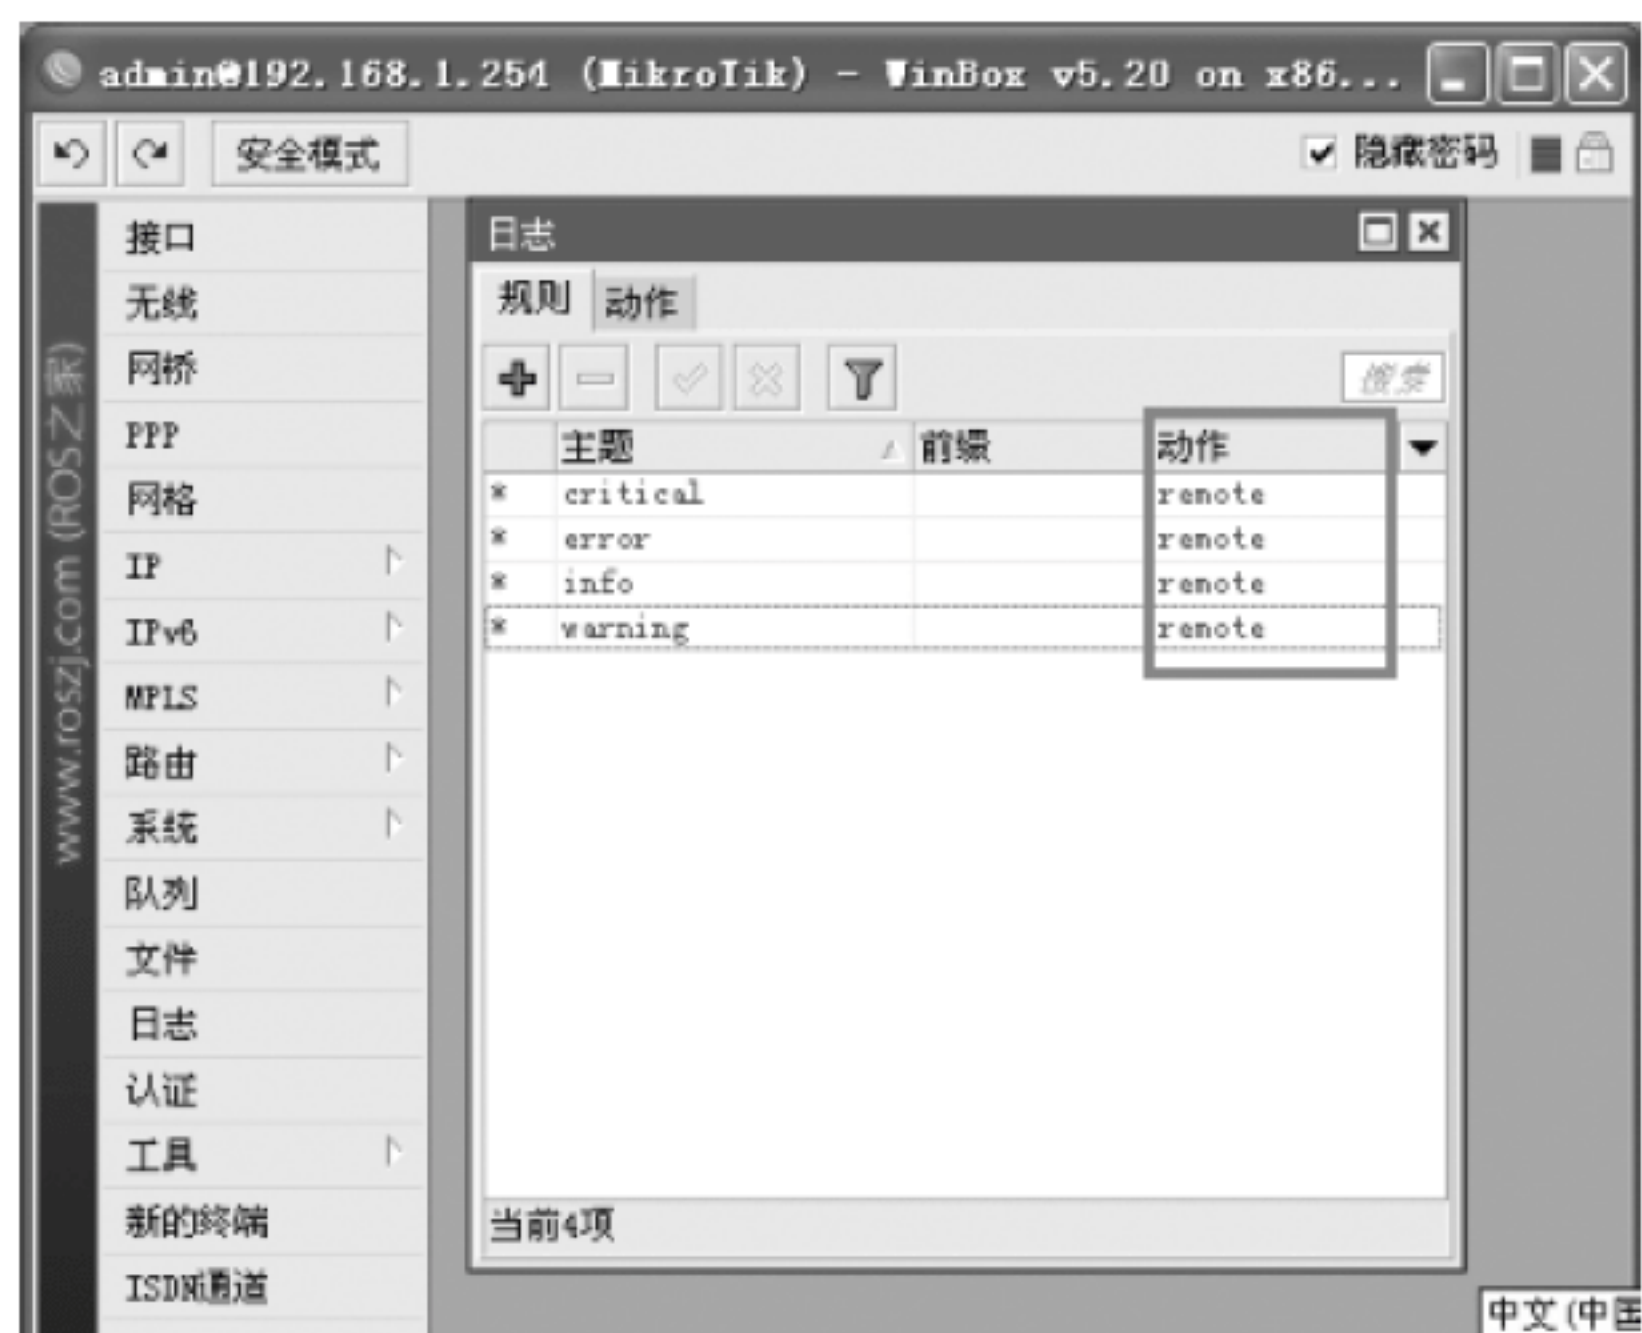 admin@192.168.1.254 (MikroTik) - WinBox v5.20 on x86...
安全模式
隐藏密码
www.roszj.com (ROS之家)
接口
无线
网桥
PPP
网格
IP
IPv6
MPLS
路由
系统
队列
文件
日志
认证
工具
新的终端
ISDN通道
日志
规则 动作
搜索
主题 前缀 动作
* critical remote
* error remote
* info remote
* warning remote
当前4项
中文(中国